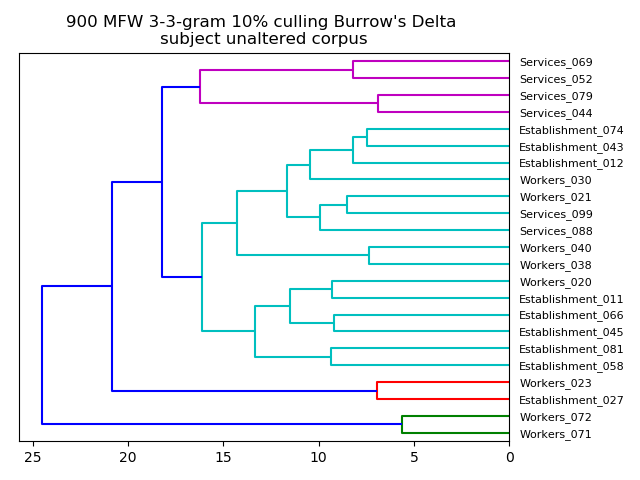 900 MFW 3-3-gram 10% culling Burrow's Delta
subject unaltered corpus
Services_069
Services_052
Services_079
Services_044
Establishment_074
Establishment_043
Establishment_012
Workers_030
Workers_021
Services_099
Services_088
Workers_040
Workers_038
Workers_020
Establishment_011
Establishment_066
Establishment_045
Establishment_081
Establishment_058
Workers_023
Establishment_027
Workers_072
Workers_071
25 20 15 10 5 0